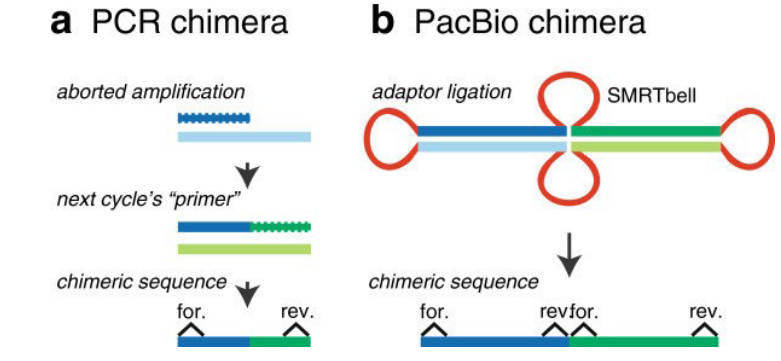 a PCR chimera
aborted amplification
next cycle's “primer”
chimeric sequence
for. rev.
b PacBio chimera
adaptor ligation
SMRTbell
chimeric sequence
for. rev. for. rev.